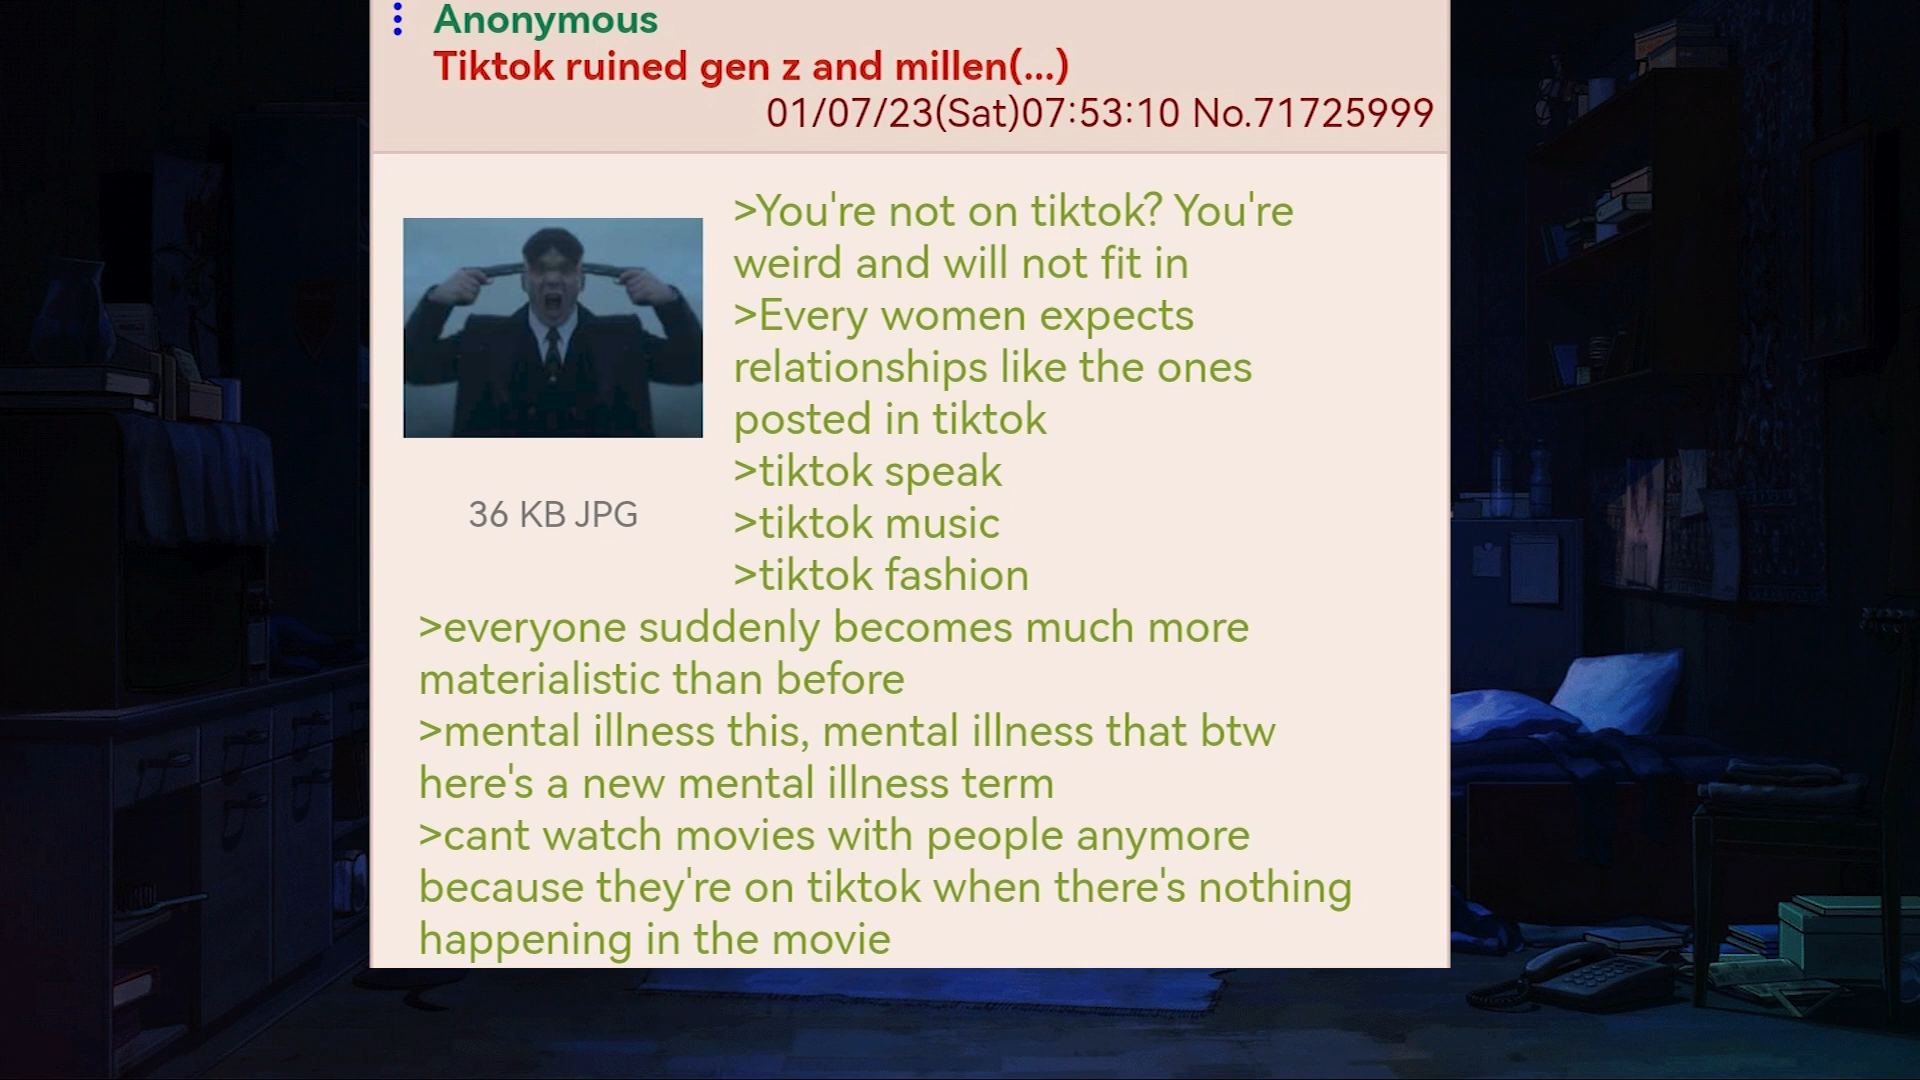 Anonymous
Tiktok ruined gen z and millen(...)
01/07/23(Sat)07:53:10 No.71725999
>You're not on tiktok? You're
weird and will not fit in
>Every women expects
relationships like the ones
posted in tiktok
>tiktok speak
>tiktok music
>tiktok fashion
36 KB JPG
>everyone suddenly becomes much more
materialistic than before
>mental illness this, mental illness that btw
here's a new mental illness term
>cant watch movies with people anymore
because they're on tiktok when there's nothing
happening in the movie